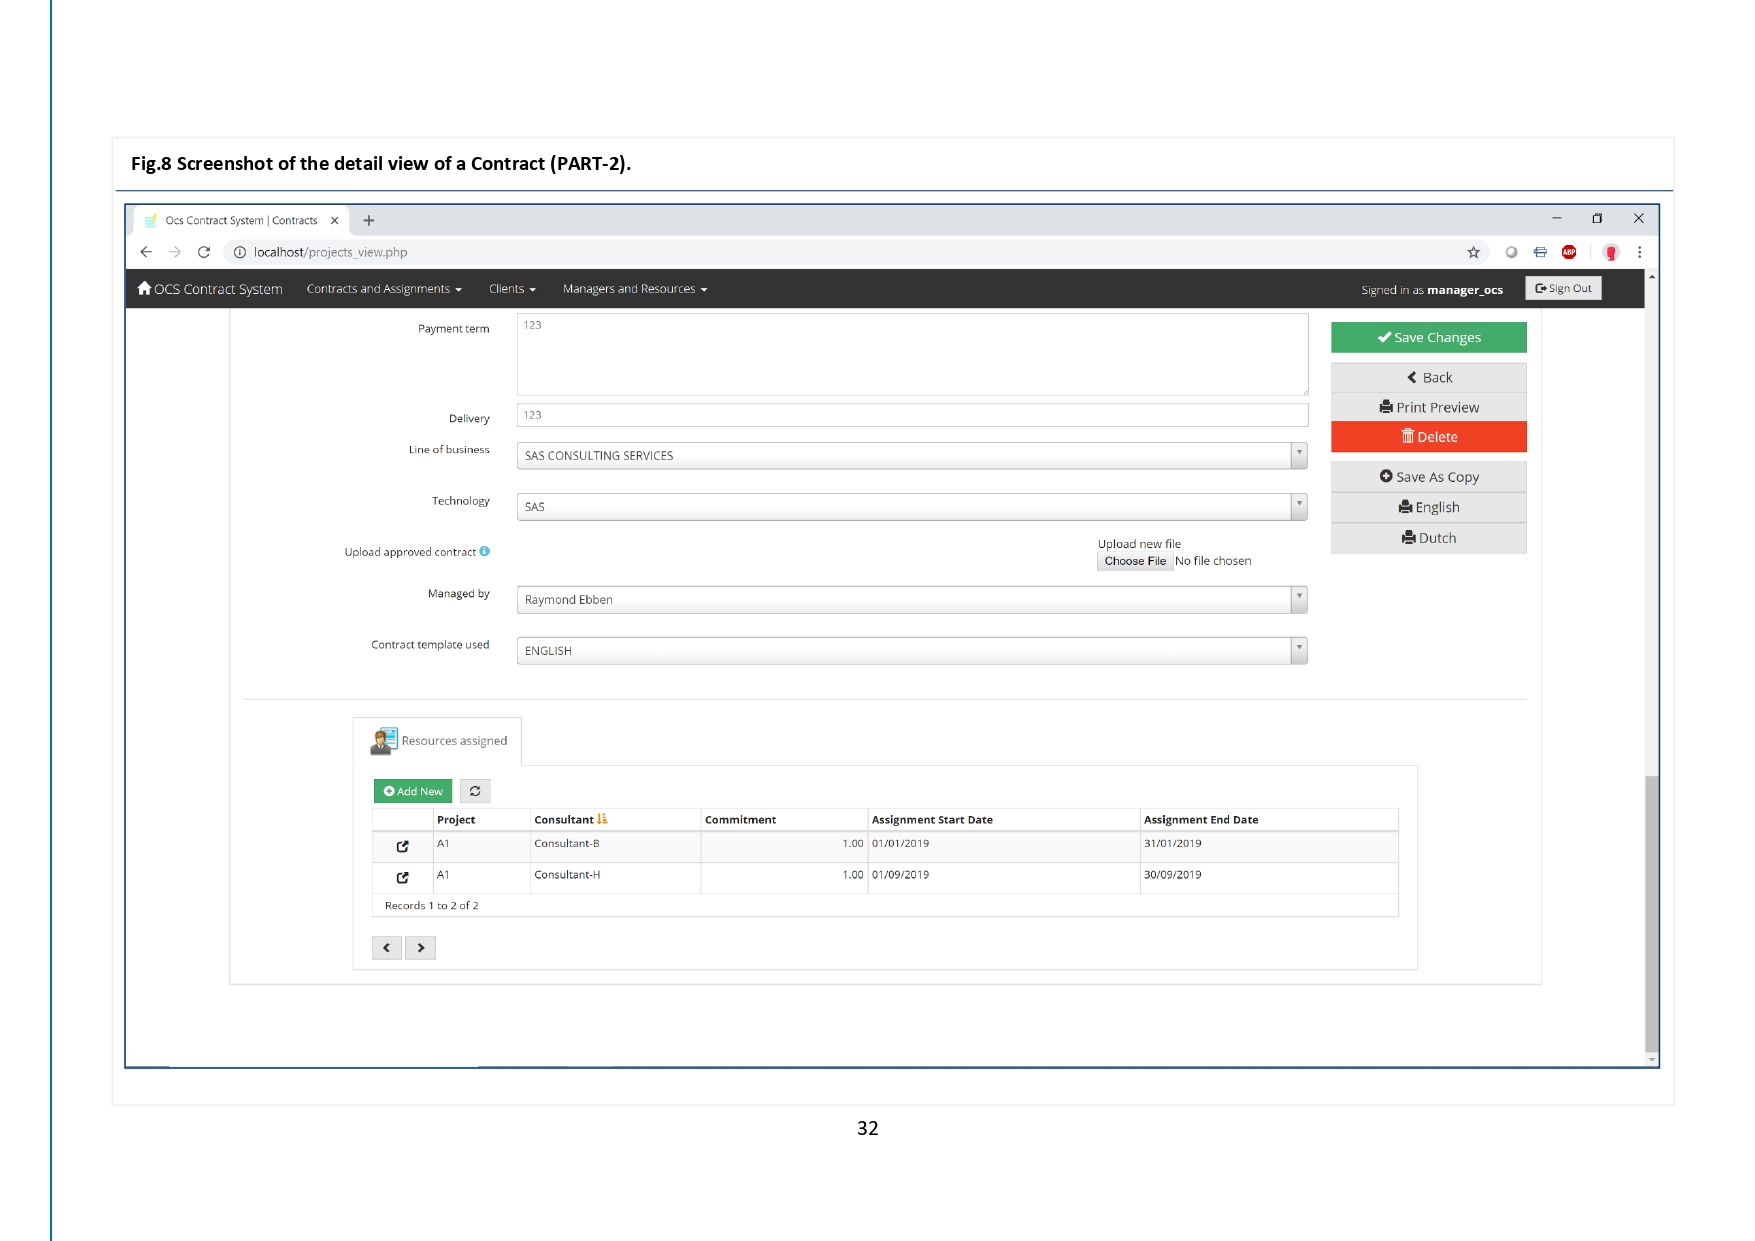 Fig.8 Screenshot of the detail view of a Contract (PART-2).
Ocs Contract System | Contracts
localhost/projects_view.php
ABP
OCS Contract System Contracts and Assignments Clients Managers and Resources Signed in as manager_ocs Sign Out
Payment term 123
Save Changes
Back
Print Preview
Delivery 123
Delete
Line of business SAS CONSULTING SERVICES
Save As Copy
Technology SAS
English
Dutch
Upload approved contract Upload new file
Choose File No file chosen
Managed by Raymond Ebben
Contract template used ENGLISH
Resources assigned
Add New
Project Consultant Commitment Assignment Start Date Assignment End Date
A1 Consultant-B 1.00 01/01/2019 31/01/2019
A1 Consultant-H 1.00 01/09/2019 30/09/2019
Records 1 to 2 of 2
32